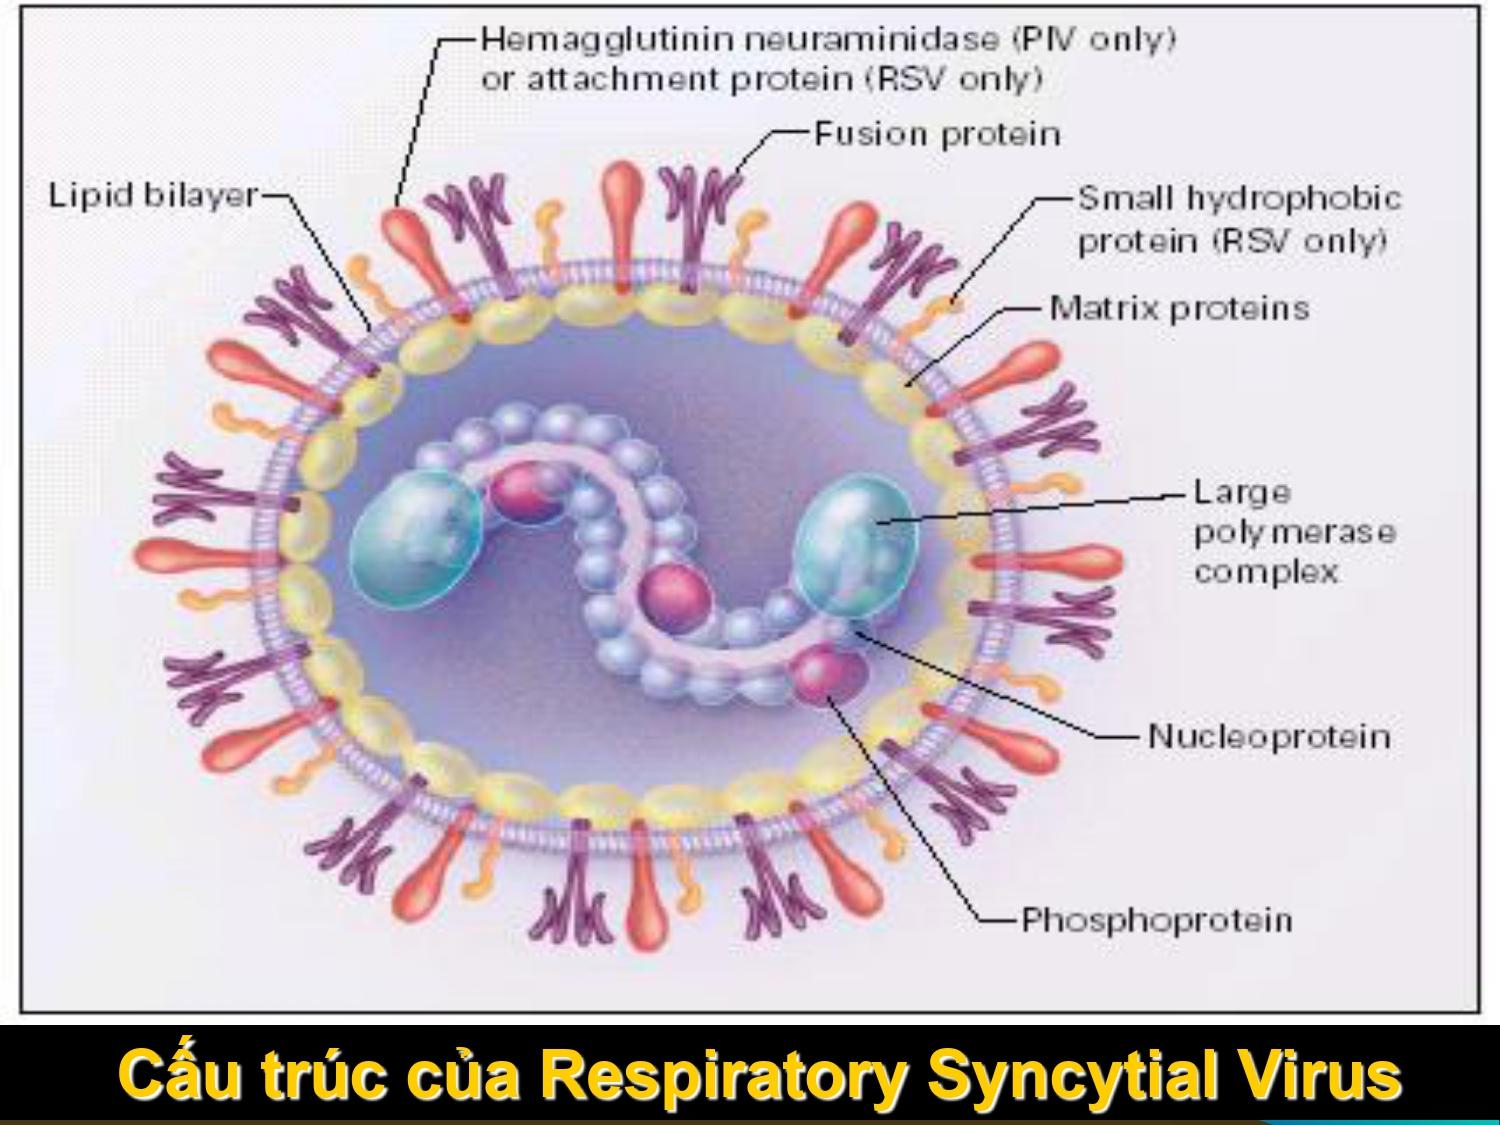 Hemagglutinin neuraminidase (PIV only)
or attachment protein (RSV only)
Fusion protein
Lipid bilayer
Small hydrophobic
protein (RSV only)
Matrix proteins
Large
polymerase
complex
Nucleoprotein
Phosphoprotein
Cấu trúc của Respiratory Syncytial Virus